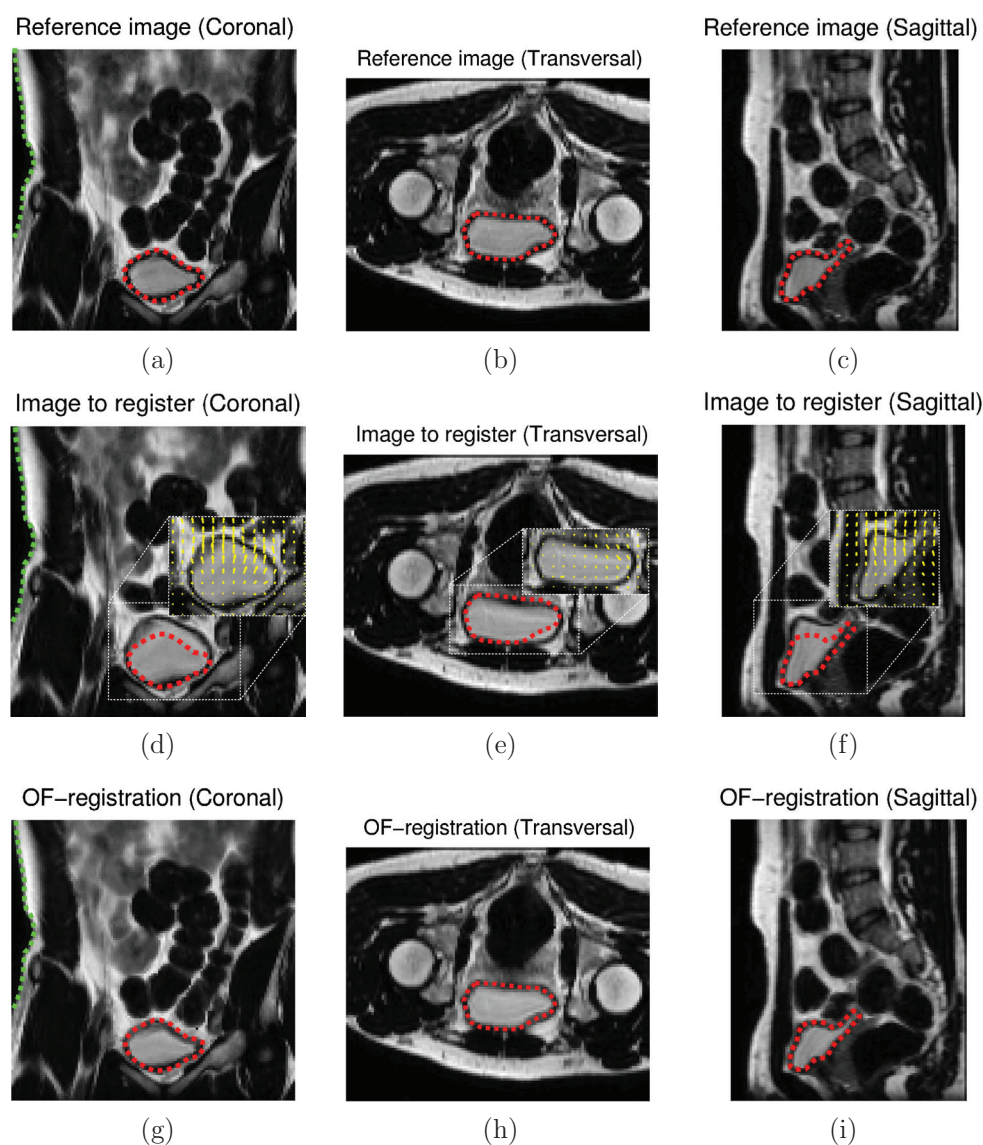 Reference image (Coronal)
Reference image (Transversal)
Reference image (Sagittal)
(a)
(b)
(c)
Image to register (Coronal)
Image to register (Transversal)
Image to register (Sagittal)
(d)
(e)
(f)
OF−registration (Coronal)
OF−registration (Transversal)
OF−registration (Sagittal)
(g)
(h)
(i)